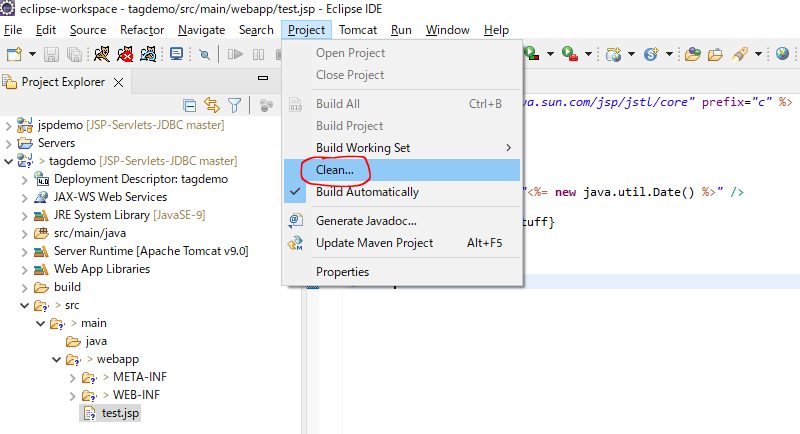 eclipse-workspace - tagdemo/src/main/webapp/test.jsp - Eclipse IDE
File Edit Source Refactor Navigate Search Project Tomcat Run Window Help
Project Explorer
jspdemo [JSP-Servlets-JDBC master]
Servers
> tagdemo [JSP-Servlets-JDBC master]
Deployment Descriptor: tagdemo
JAX-WS Web Services
JRE System Library [JavaSE-9]
src/main/java
Server Runtime [Apache Tomcat v9.0]
Web App Libraries
build
> src
> main
java
> webapp
> META-INF
> WEB-INF
test.jsp
Open Project
Close Project
Build All Ctrl+B
Build Project
Build Working Set
Clean...
Build Automatically
Generate Javadoc...
Update Maven Project Alt+F5
Properties
va.sun.com/jsp/jstl/core" prefix="c" %>
"<%= new java.util.Date() %>" />
tuff}